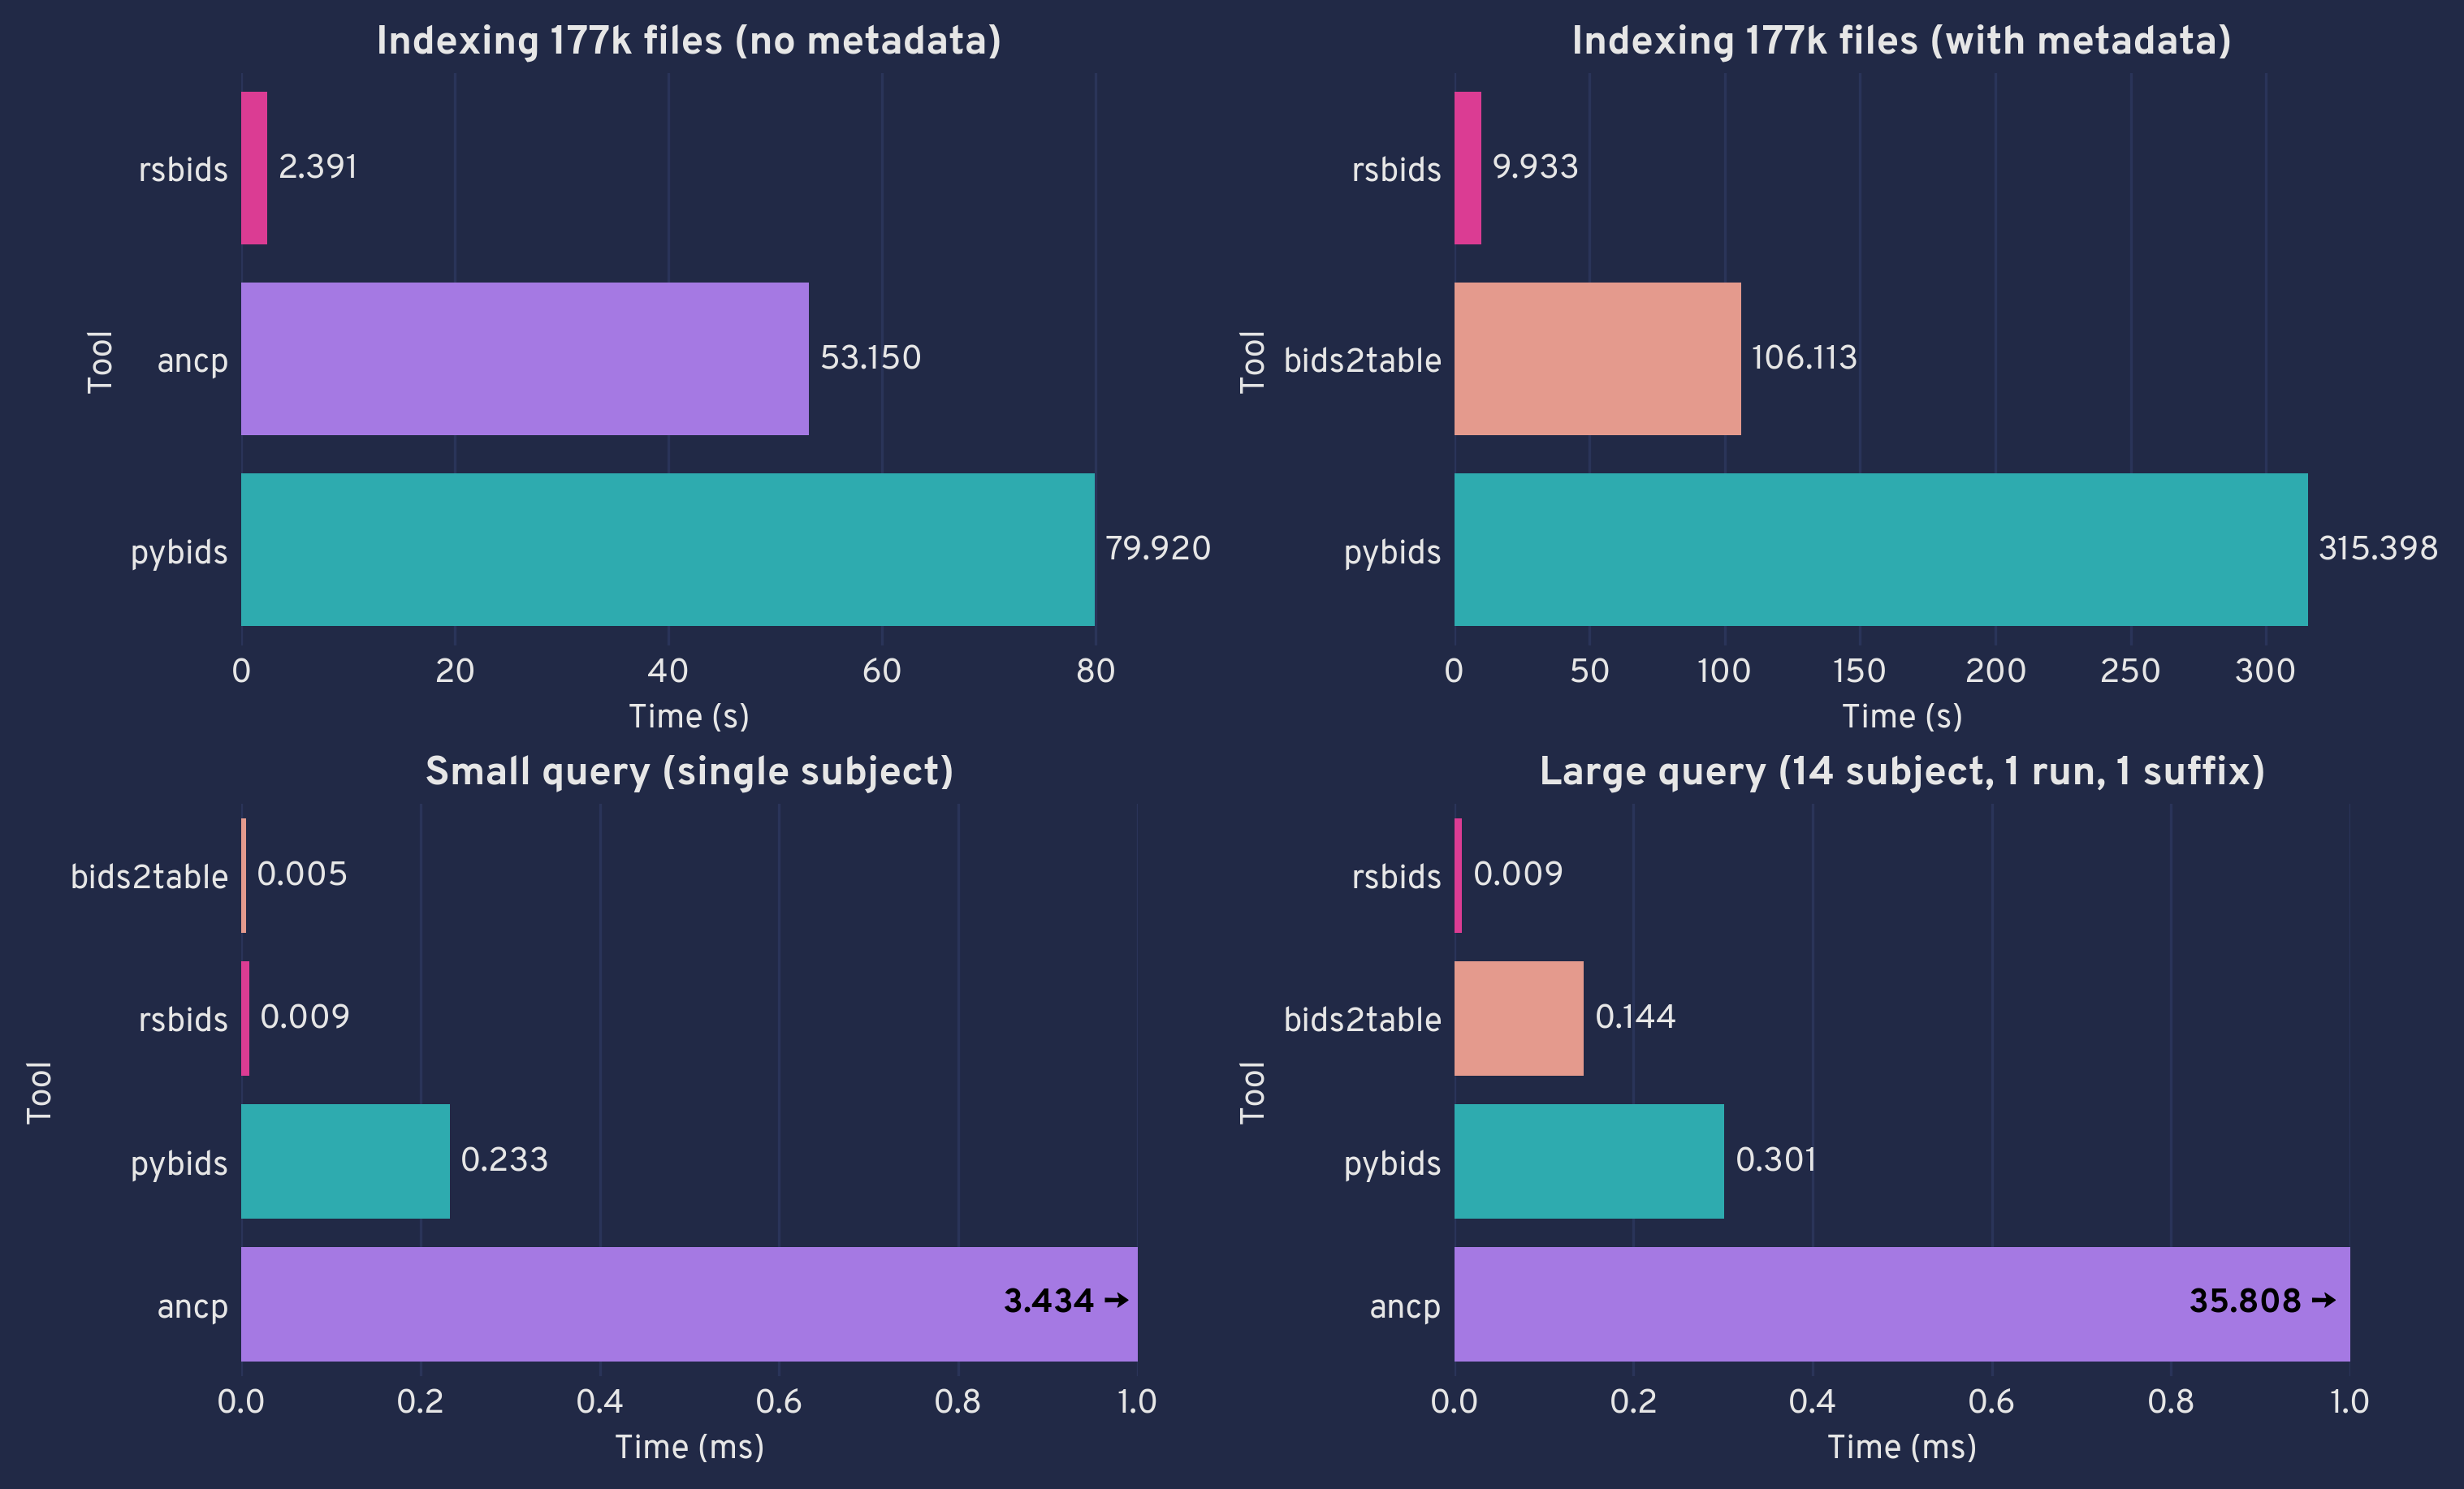 Indexing 177k files (no metadata)
Tool
rsbids
2.391
ancp
53.150
pybids
79.920
0 20 40 60 80
Time (s)
Indexing 177k files (with metadata)
Tool
rsbids
9.933
bids2table
106.113
pybids
315.398
0 50 100 150 200 250 300
Time (s)
Small query (single subject)
Tool
bids2table
0.005
rsbids
0.009
pybids
0.233
ancp
3.434 →
0.0 0.2 0.4 0.6 0.8 1.0
Time (ms)
Large query (14 subject, 1 run, 1 suffix)
Tool
rsbids
0.009
bids2table
0.144
pybids
0.301
ancp
35.808 →
0.0 0.2 0.4 0.6 0.8 1.0
Time (ms)